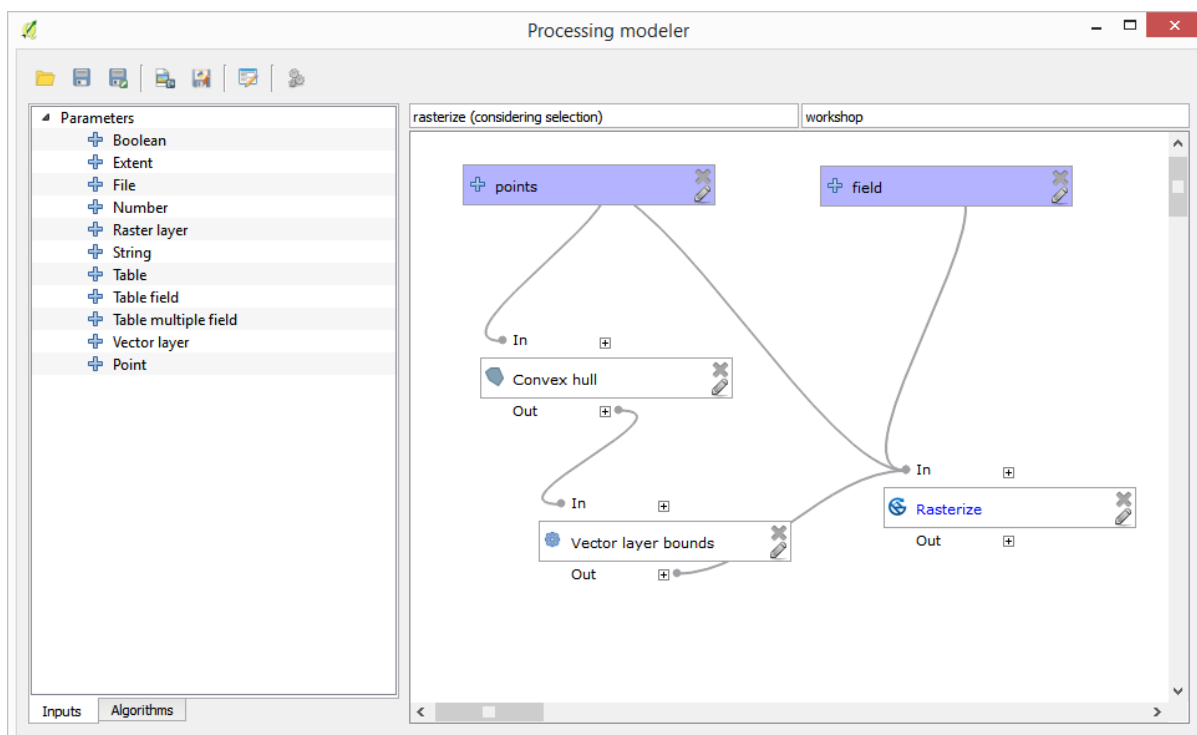 Processing modeler
Parameters
Boolean
Extent
File
Number
Raster layer
String
Table
Table field
Table multiple field
Vector layer
Point
Inputs
Algorithms
rasterize (considering selection)
workshop
points
field
In
Convex hull
Out
In
Vector layer bounds
Out
In
Rasterize
Out